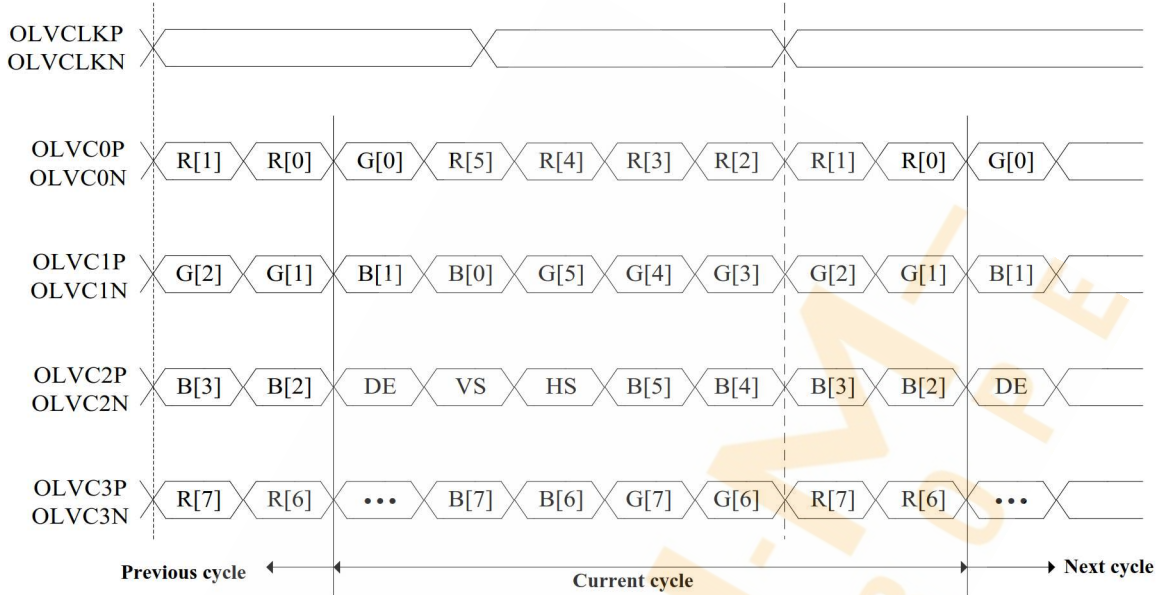 OLVCLKP
OLVCLKN
OLVC0P
OLVC0N
R[1] R[0] G[0] R[5] R[4] R[3] R[2] R[1] R[0] G[0]
OLVC1P
OLVC1N
G[2] G[1] B[1] B[0] G[5] G[4] G[3] G[2] G[1] B[1]
OLVC2P
OLVC2N
B[3] B[2] DE VS HS B[5] B[4] B[3] B[2] DE
OLVC3P
OLVC3N
R[7] R[6] ••• B[7] B[6] G[7] G[6] R[7] R[6] •••
Previous cycle Current cycle Next cycle